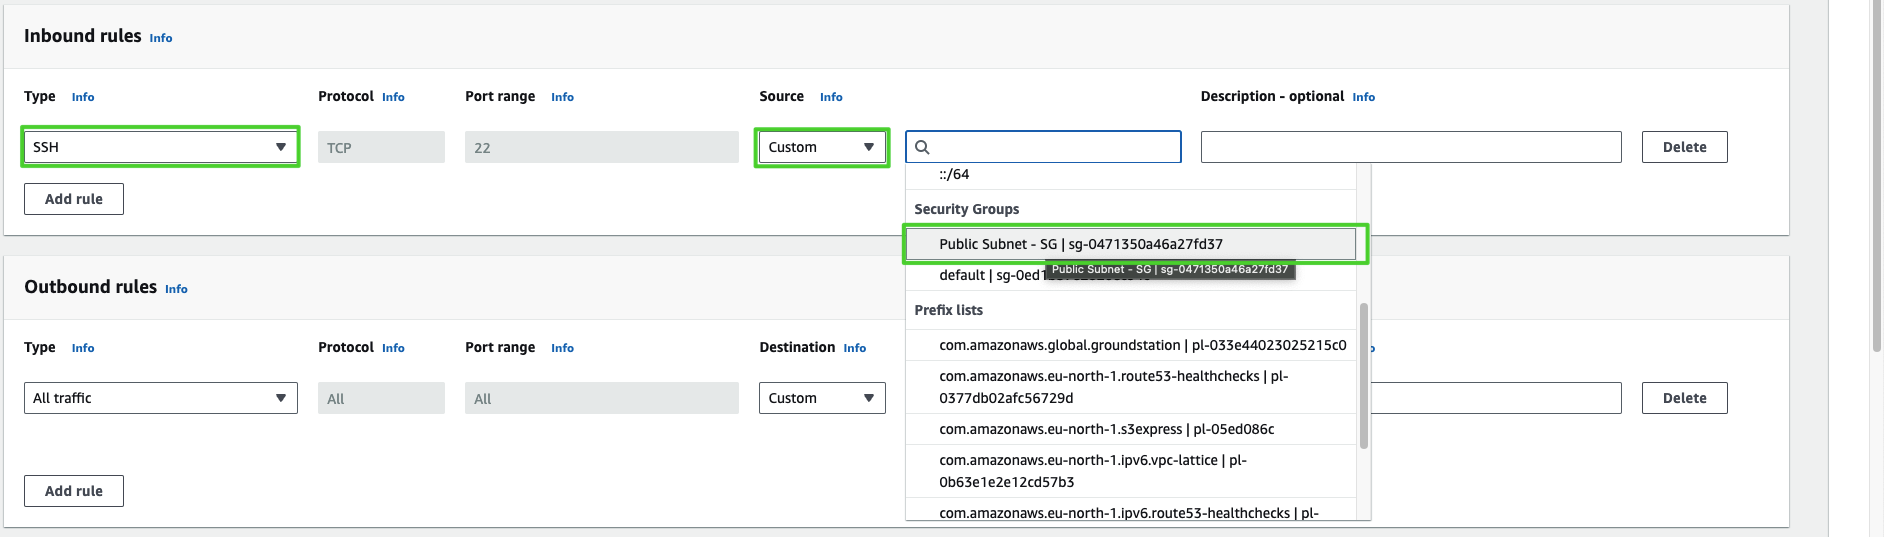 Inbound rules Info
Type Info Protocol Info Port range Info Source Info Description - optional Info
SSH TCP 22 Custom Delete
::/64
Add rule
Security Groups
Public Subnet - SG | sg-0471350a46a27fd37
Public Subnet - SG | sg-0471350a46a27fd37
default | sg-0ed1
Outbound rules Info
Prefix lists
Type Info Protocol Info Port range Info Destination Info
com.amazonaws.global.groundstation | pl-033e44023025215c0
com.amazonaws.eu-north-1.route53-healthchecks | pl-
0377db02afc56729d
All traffic All All Custom Delete
com.amazonaws.eu-north-1.s3express | pl-05ed086c
com.amazonaws.eu-north-1.ipv6.vpc-lattice | pl-
0b63e1e2e12cd57b3
Add rule
com.amazonaws.eu-north-1.ipv6.route53-healthchecks | pl-